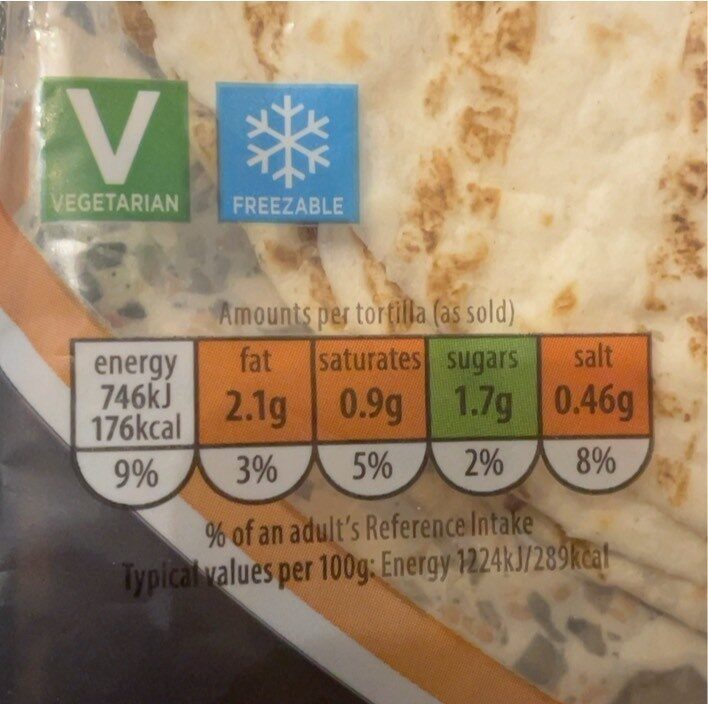 V
VEGETARIAN
FREEZABLE
Amounts per tortilla (as sold)
energy
746kJ
176kcal
9%
fat
2.1g
3%
saturates
0.9g
5%
sugars
1.7g
2%
salt
0.46g
8%
% of an adult's Reference Intake
Typical values per 100g: Energy 1224kJ/289kcal